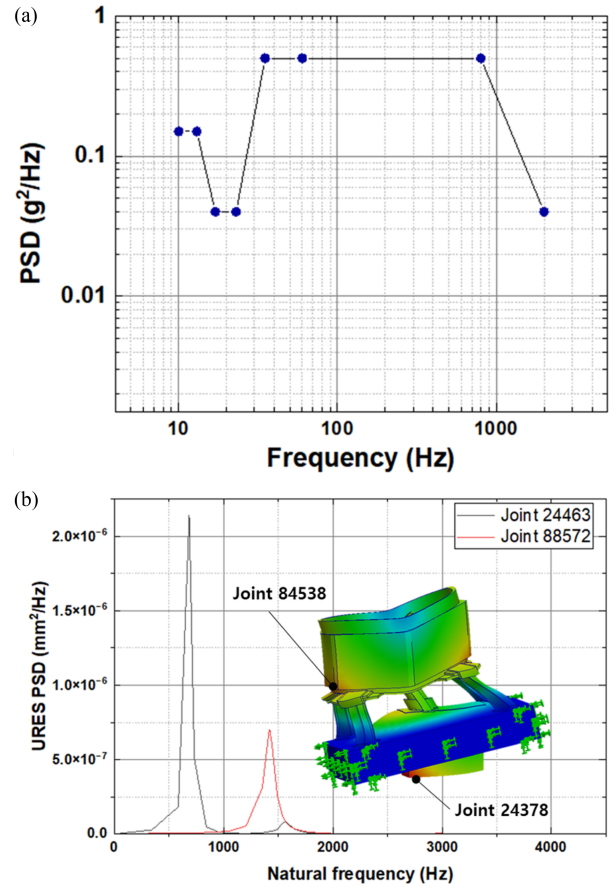 (a)
1
0.1
0.01
PSD (g²/Hz)
10
100
1000
Frequency (Hz)
(b)
Joint 24463
Joint 88572
2.0×10⁻⁶
1.5×10⁻⁶
1.0×10⁻⁶
5.0×10⁻⁷
0.0
URES PSD (mm²/Hz)
Joint 84538
Joint 24378
0
1000
2000
3000
4000
Natural frequency (Hz)